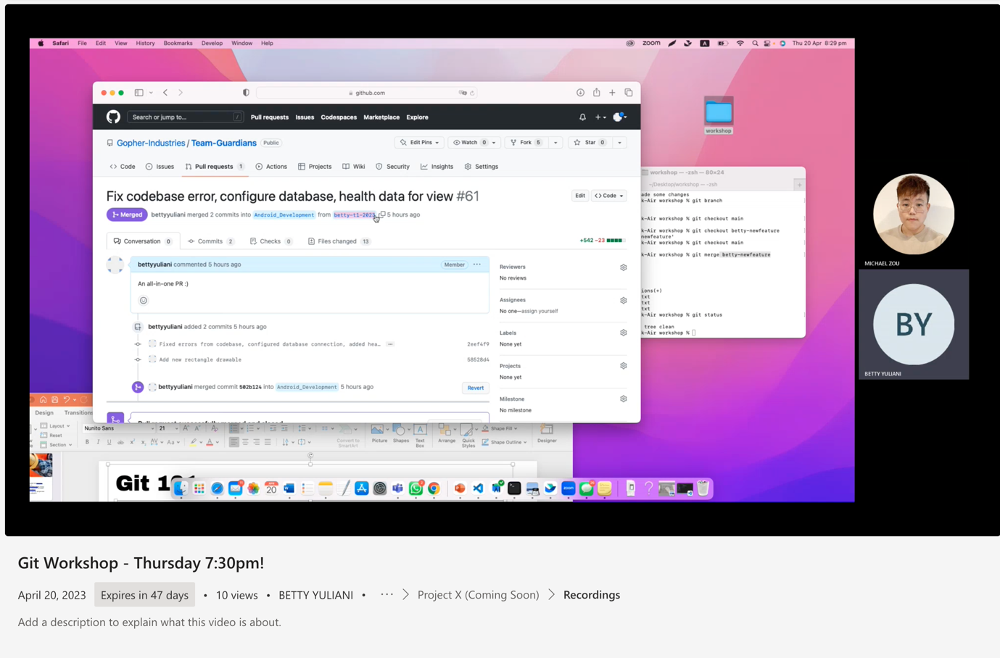 Safari File Edit View History Bookmarks Develop Window Help
zoom A Thu 20 Apr 8:29 pm
github.com
Search or jump to... / Pull requests Issues Codespaces Marketplace Explore
Gopher-Industries / Team-Guardians Public
Edit Pins Watch 0 Fork 5 Star 0
Code Issues Pull requests 1 Actions Projects Wiki Security Insights Settings
Fix codebase error, configure database, health data for view #61
Edit Code
Merged bettyyuliani merged 2 commits into Android_Development from betty-t1-2023 5 hours ago
Conversation 0 Commits 2 Checks 0 Files changed 13
+542 −23
bettyyuliani commented 5 hours ago Member ...
An all-in-one PR :)
bettyyuliani added 2 commits 5 hours ago
Fixed errors from codebase, configured database connection, added hea… ... 2eef4f9
Add new rectangle drawable 58528d4
bettyyuliani merged commit 502b124 into Android_Development 5 hours ago Revert
Reviewers
No reviews
Assignees
No one—assign yourself
Labels
None yet
Projects
None yet
Milestone
No milestone
workshop
workshop — -zsh — 80×24
~/Desktop/workshop — -zsh
ade some changes
k-Air workshop % git branch
k-Air workshop % git checkout main
k-Air workshop % git checkout betty-newfeature
newfeature'
k-Air workshop % git checkout main
k-Air workshop % git merge betty-newfeature
ions(+)
txt
txt
txt
k-Air workshop % git status
tree clean
k-Air workshop %
Design Transitions
Layout
Reset
Section
Nunito Sans 21
Convert to SmartArt
Picture Shapes Text Box Arrange Quick Styles
Shape Fill
Shape Outline
Designer
Git 1
20
zoom
MICHAEL ZOU
BY
BETTY YULIANI
Git Workshop - Thursday 7:30pm!
April 20, 2023 Expires in 47 days • 10 views • BETTY YULIANI • ··· > Project X (Coming Soon) > Recordings
Add a description to explain what this video is about.